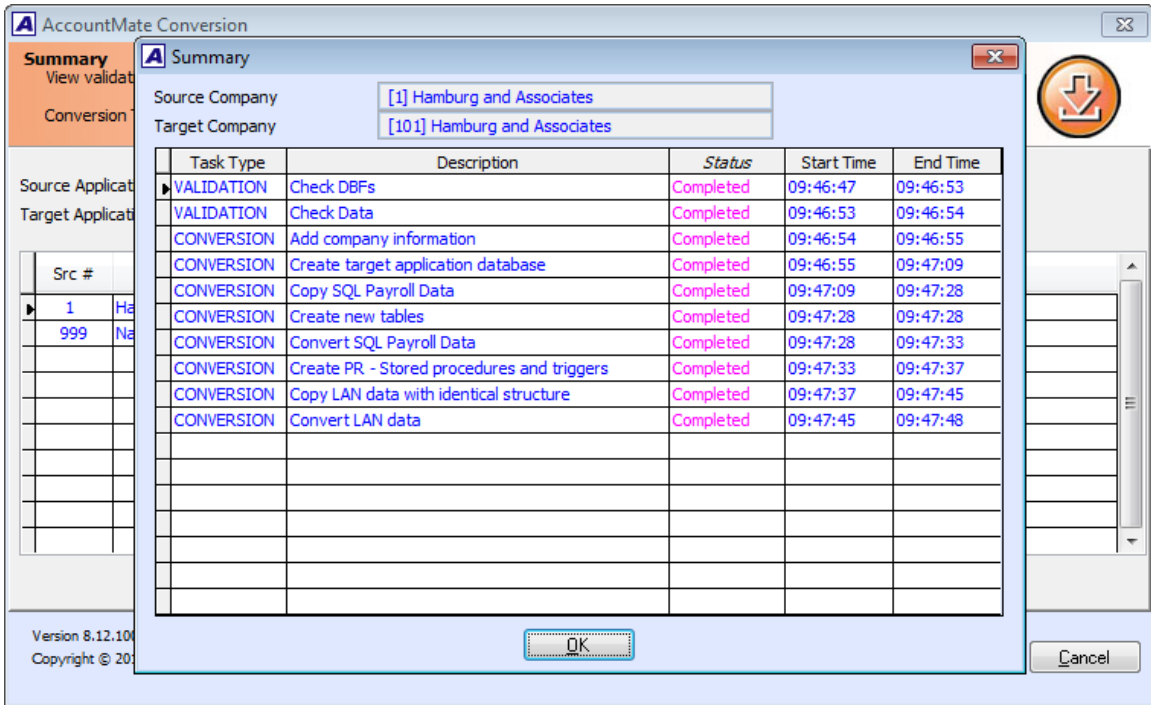 A AccountMate Conversion
Summary
View validat
Conversion
Source Applicat
Target Applicati
Src #
1 Ha
999 Na
Version 8.12.10
Copyright © 20
Cancel
A Summary
Source Company [1] Hamburg and Associates
Target Company [101] Hamburg and Associates
Task Type Description Status Start Time End Time
VALIDATION Check DBFs Completed 09:46:47 09:46:53
VALIDATION Check Data Completed 09:46:53 09:46:54
CONVERSION Add company information Completed 09:46:54 09:46:55
CONVERSION Create target application database Completed 09:46:55 09:47:09
CONVERSION Copy SQL Payroll Data Completed 09:47:09 09:47:28
CONVERSION Create new tables Completed 09:47:28 09:47:28
CONVERSION Convert SQL Payroll Data Completed 09:47:28 09:47:33
CONVERSION Create PR - Stored procedures and triggers Completed 09:47:33 09:47:37
CONVERSION Copy LAN data with identical structure Completed 09:47:37 09:47:45
CONVERSION Convert LAN data Completed 09:47:45 09:47:48
OK